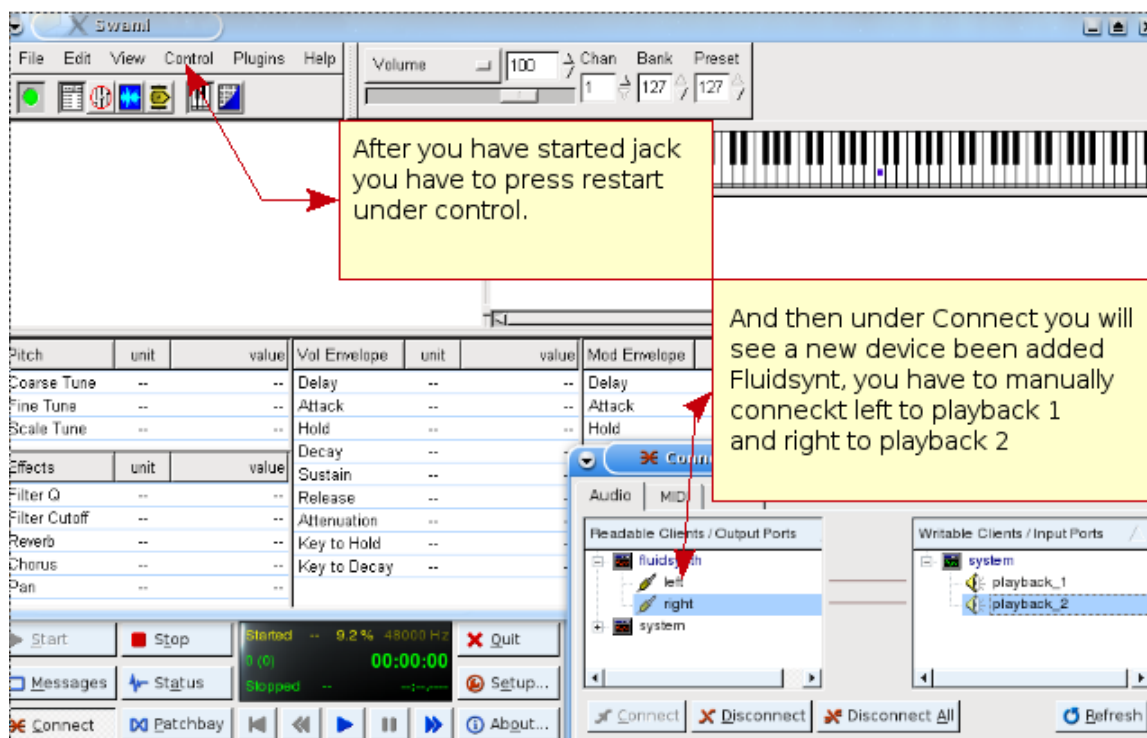 Swami
File Edit View Control Plugins Help
Volume 100
Chan Bank Preset
1 127 127
After you have started jack
you have to press restart
under control.
And then under Connect you will
see a new device been added
Fluidsynt, you have to manually
conneckt left to playback 1
and right to playback 2
Pitch unit value Vol Envelope unit value Mod Envelope
Coarse Tune -- -- Delay -- -- Delay
Fine Tune -- -- Attack -- -- Attack
Scale Tune -- -- Hold -- -- Hold
Decay --
Effects unit value Sustain --
Filter Q -- -- Release --
Filter Cutoff -- -- Attenuation --
Reverb -- -- Key to Hold --
Chorus -- -- Key to Decay --
Pan -- --
Audio MIDI
Readable Clients / Output Ports
fluidsynth
left
right
system
Writable Clients / Input Ports
system
playback_1
playback_2
Connect Disconnect Disconnect All Refresh
Start Stop
Started -- 9.2 % 48000 Hz
0 (0) 00:00:00
Stopped -- --:--.----
Quit
Messages Status Setup...
Connect Patchbay About...